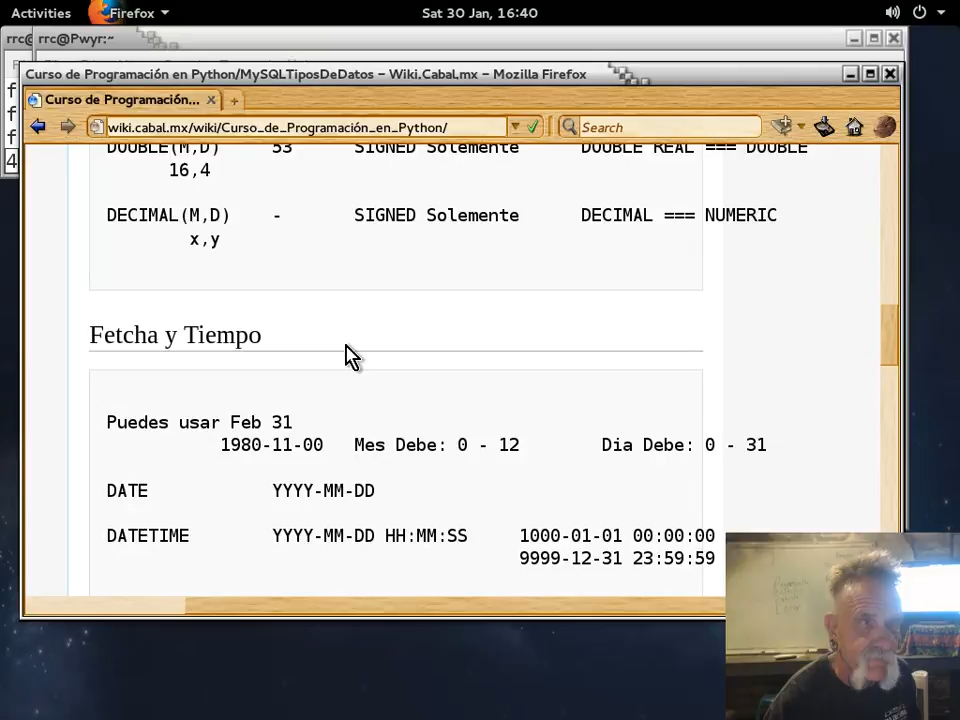 Activities Firefox Sat 30 Jan, 16:40
rrc@ rrc@Pwyr:~
Curso de Programación en Python/MySQLTiposDeDatos – Wiki.Cabal.mx – Mozilla Firefox
Curso de Programación...
wiki.cabal.mx/wiki/Curso_de_Programación_en_Python/ Search
DOUBLE(M,D) 53 SIGNED Solemente DOUBLE REAL === DOUBLE
16,4
DECIMAL(M,D) - SIGNED Solemente DECIMAL === NUMERIC
x,y
Fetcha y Tiempo
Puedes usar Feb 31
1980-11-00 Mes Debe: 0 - 12 Dia Debe: 0 - 31
DATE YYYY-MM-DD
DATETIME YYYY-MM-DD HH:MM:SS 1000-01-01 00:00:00
9999-12-31 23:59:59